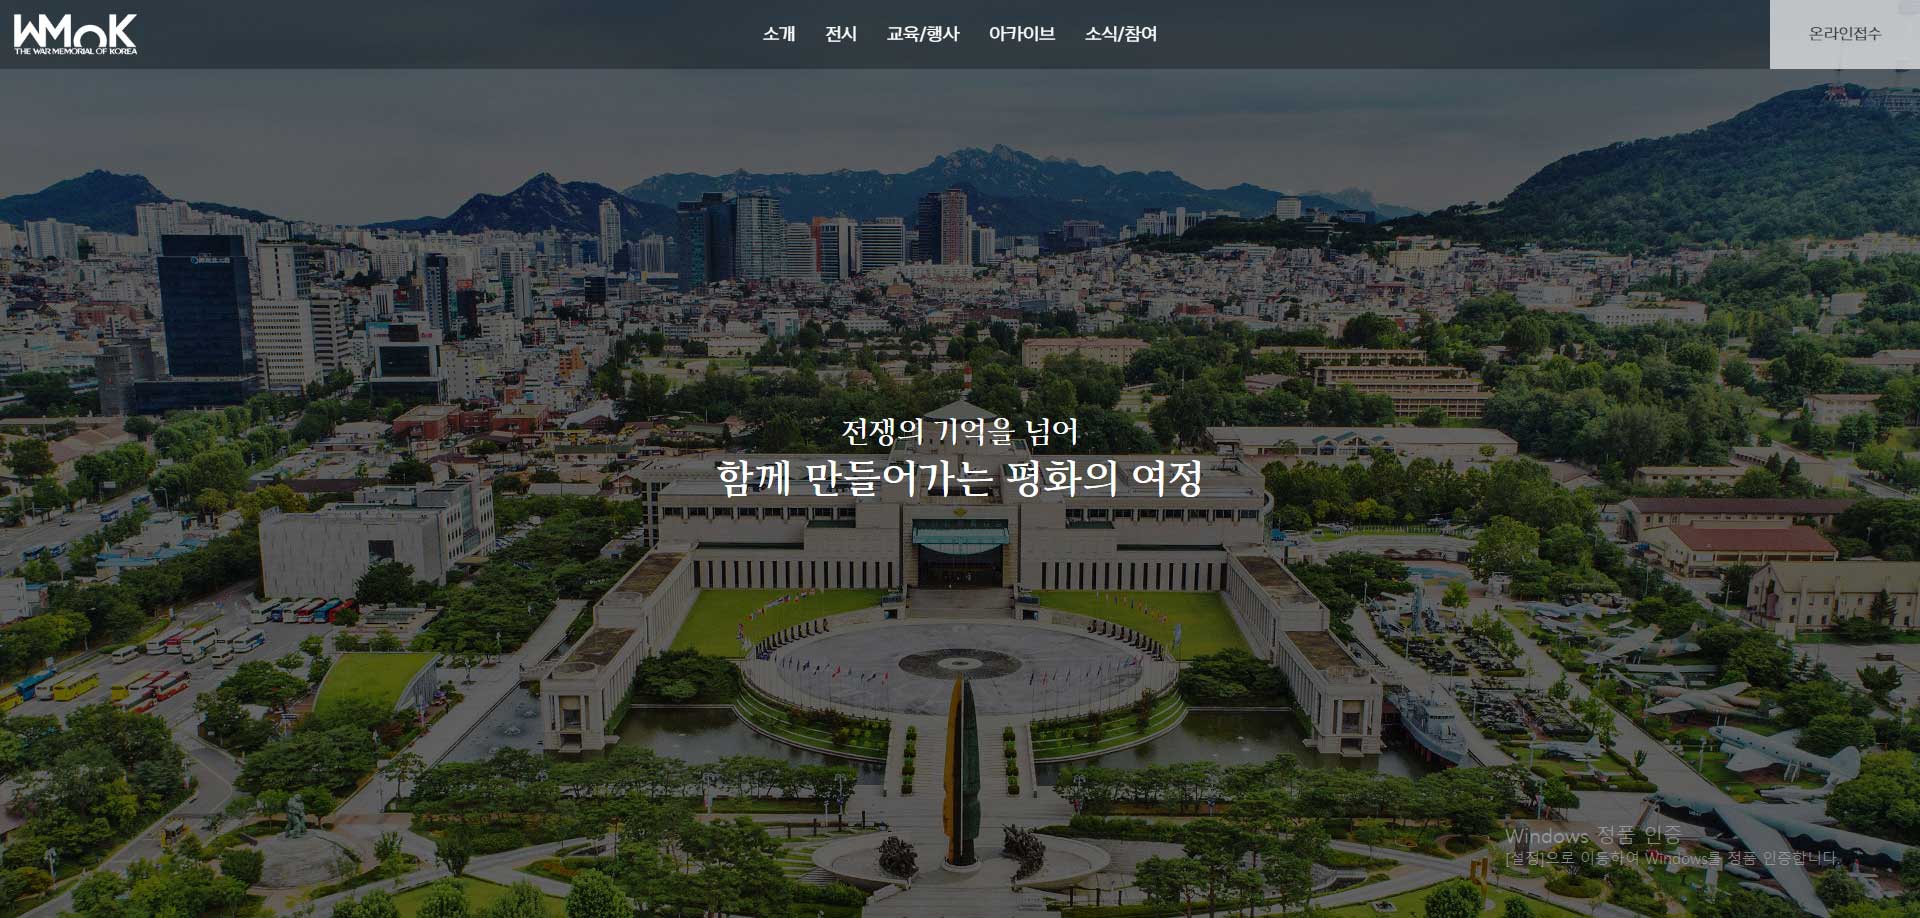 WMoK
THE WAR MEMORIAL OF KOREA
소개 전시 교육/행사 아카이브 소식/참여
온라인접수
전쟁의 기억을 넘어
함께 만들어가는 평화의 여정
Windows 정품 인증
[설정]으로 이동하여 Windows를 정품 인증합니다.